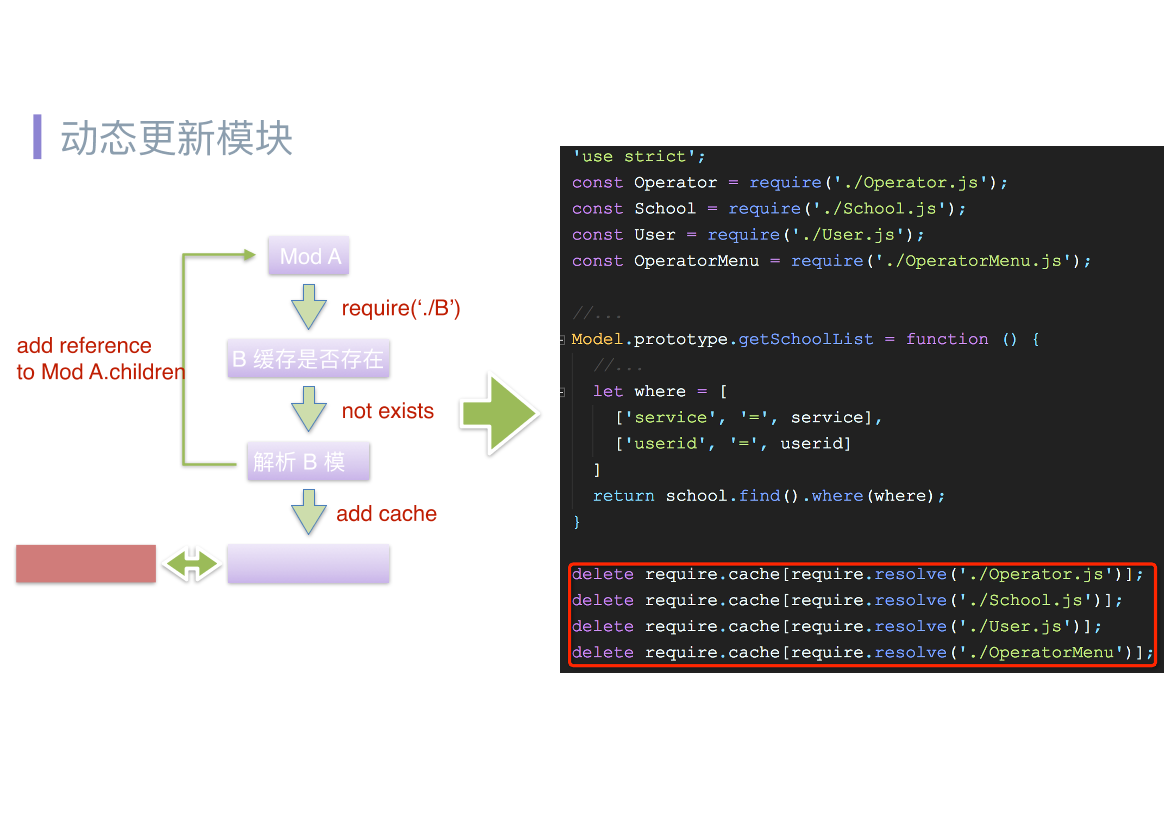 动态更新模块
Mod A
require(‘./B’)
add reference
to Mod A.children
B 缓存是否存在
not exists
解析 B 模
add cache
'use strict';
const Operator = require('./Operator.js');
const School = require('./School.js');
const User = require('./User.js');
const OperatorMenu = require('./OperatorMenu.js');
//...
Model.prototype.getSchoolList = function () {
//...
let where = [
['service', '=', service],
['userid', '=', userid]
]
return school.find().where(where);
}
delete require.cache[require.resolve('./Operator.js')];
delete require.cache[require.resolve('./School.js')];
delete require.cache[require.resolve('./User.js')];
delete require.cache[require.resolve('./OperatorMenu')];